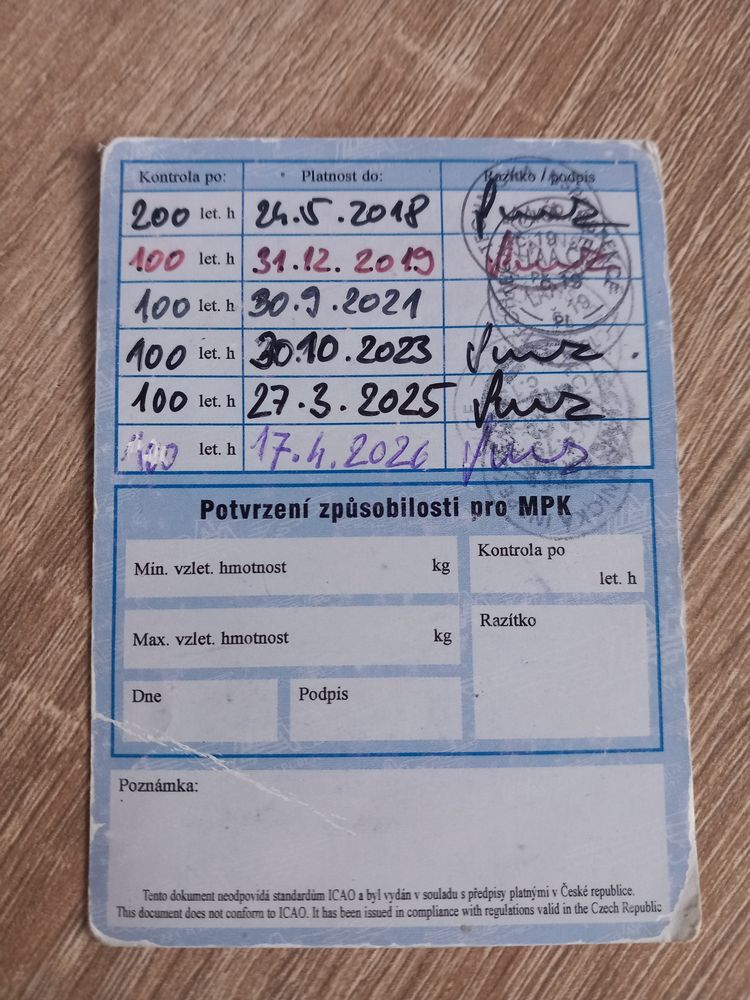 Kontrola po: Platnost do: Razítko / podpis
200 let. h 24.5.2018
100 let. h 31.12.2019
100 let. h 30.9.2021
100 let. h 30.10.2023
100 let. h 27.3.2025
100 let. h 17.4.2026
Potvrzení způsobilosti pro MPK
Min. vzlet. hmotnost kg Kontrola po
let. h
Max. vzlet. hmotnost kg Razítko
Dne Podpis
Poznámka:
Tento dokument neodpovídá standardům ICAO a byl vydán v souladu s předpisy platnými v České republice.
This document does not conform to ICAO. It has been issued in compliance with regulations valid in the Czech Republic